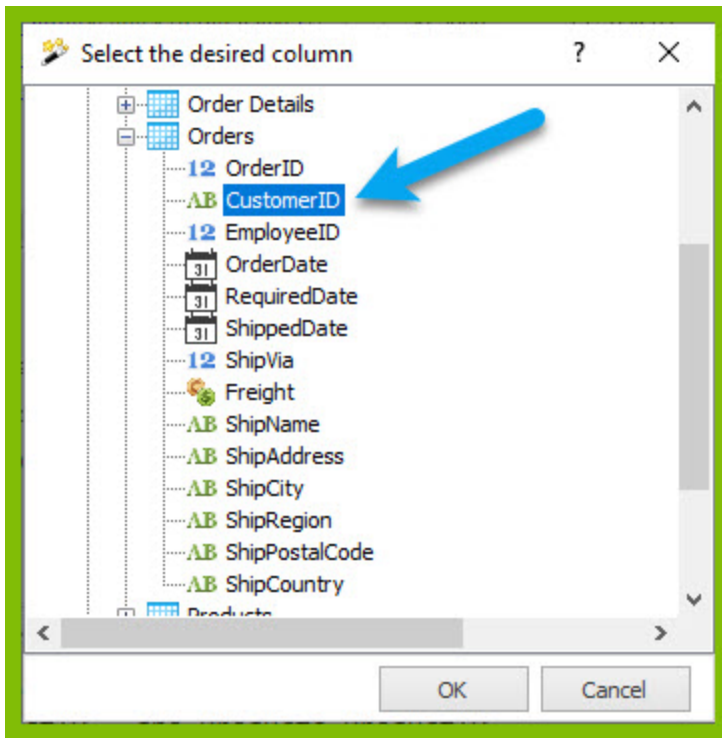 Select the desired column ? ×
Order Details
Orders
12 OrderID
AB CustomerID
12 EmployeeID
31 OrderDate
31 RequiredDate
31 ShippedDate
12 ShipVia
Freight
AB ShipName
AB ShipAddress
AB ShipCity
AB ShipRegion
AB ShipPostalCode
AB ShipCountry
Products
OK Cancel